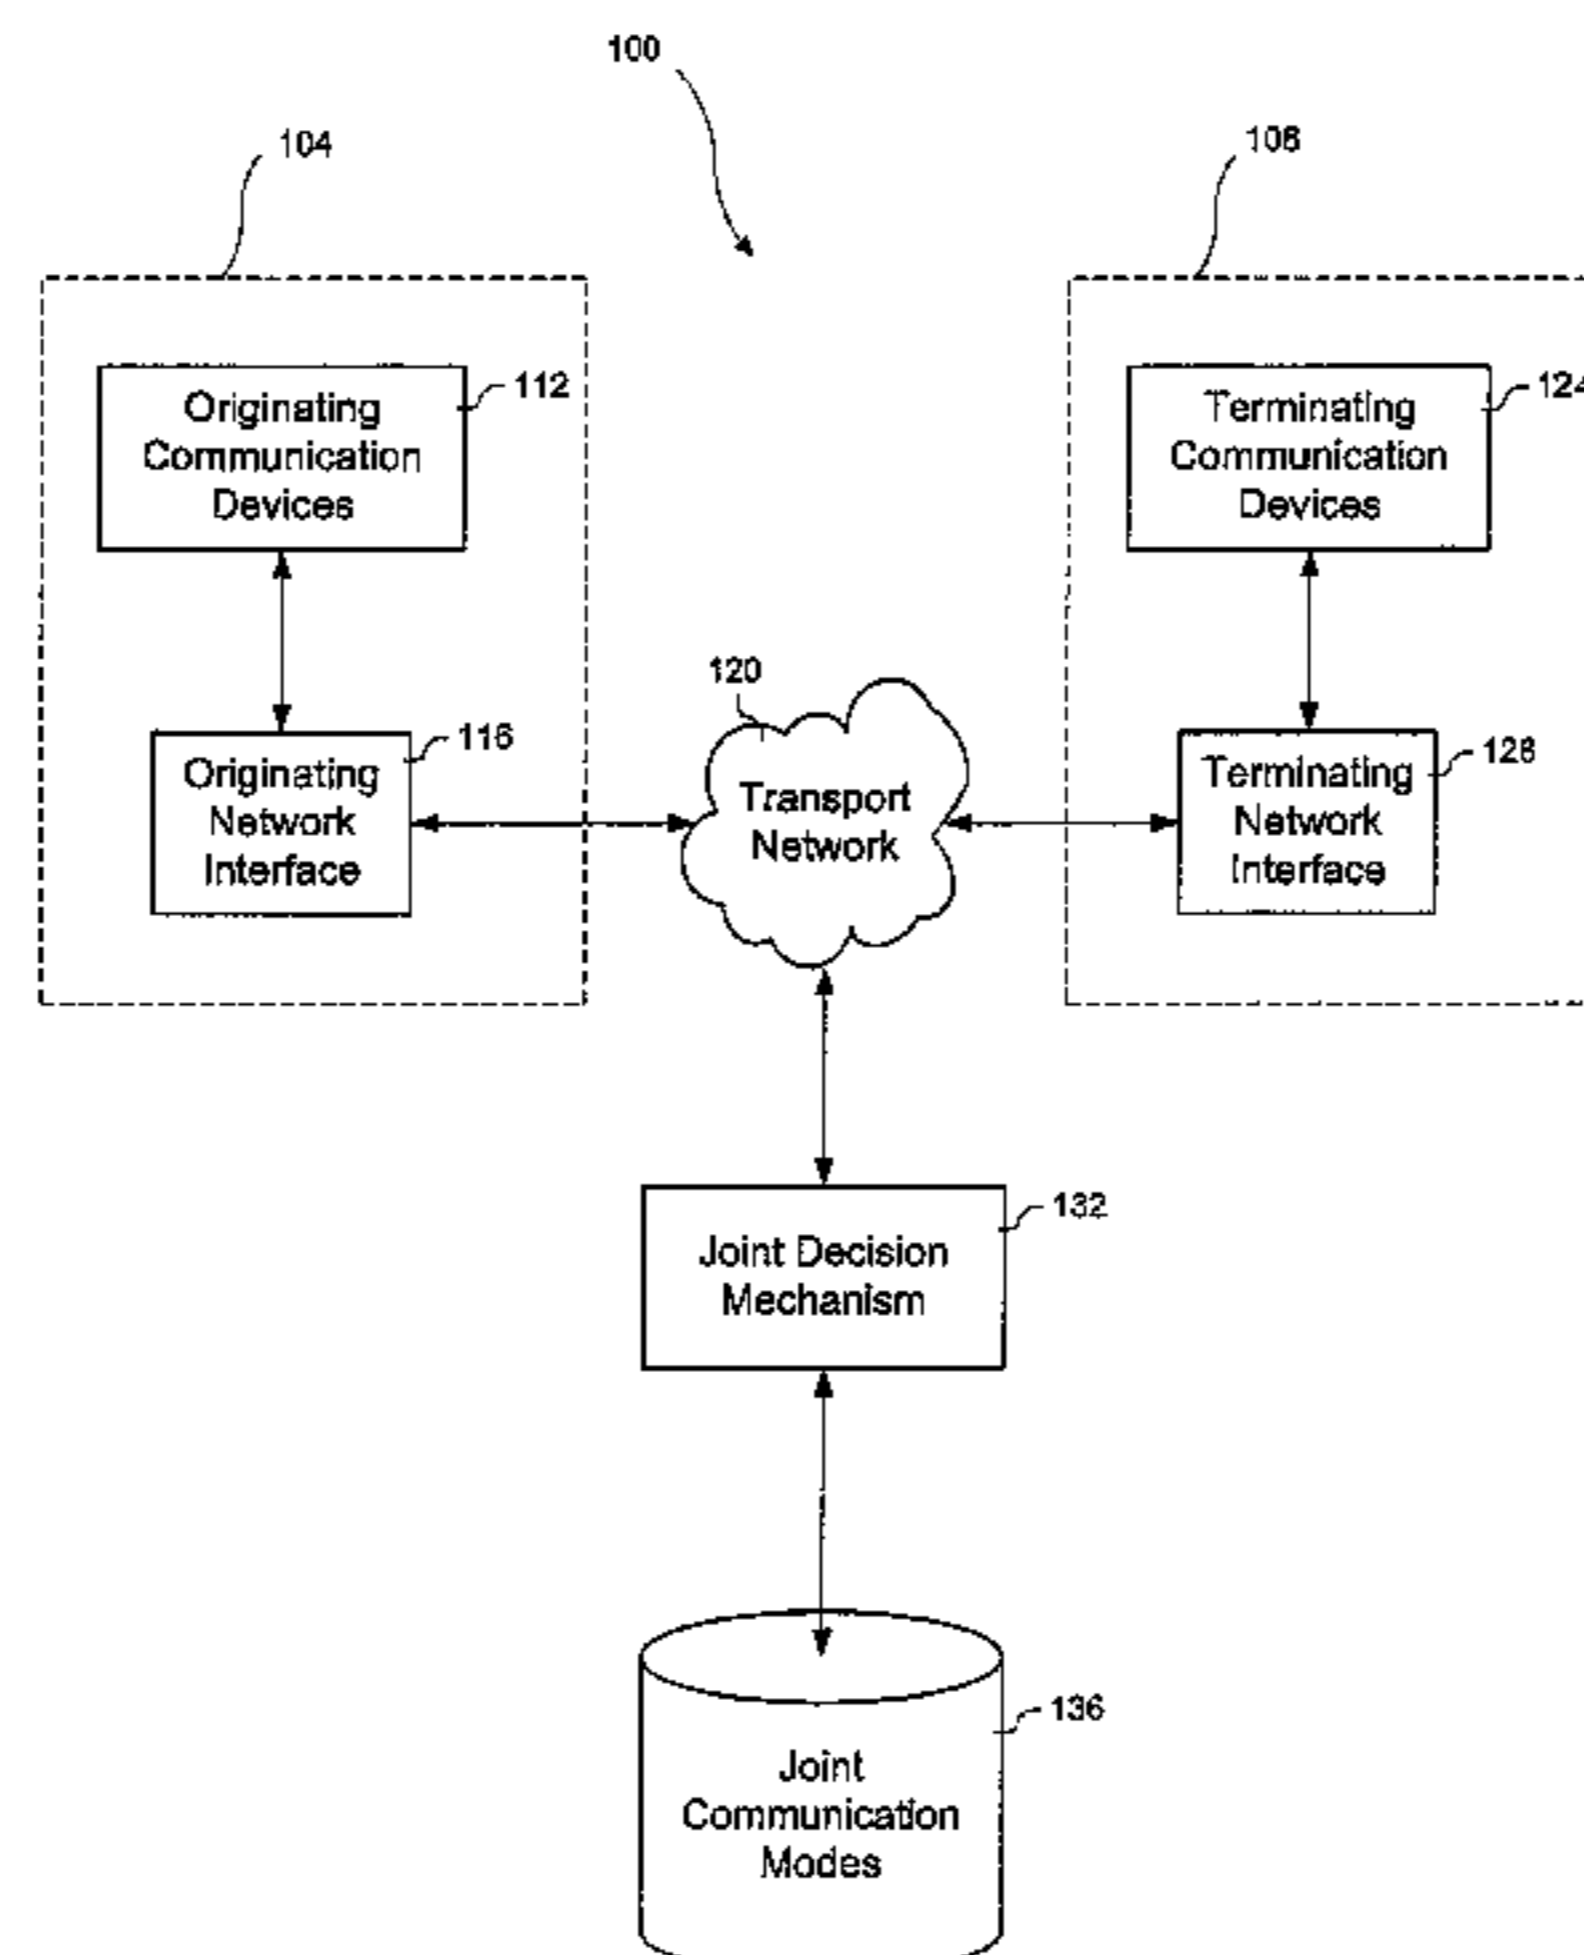 100
104
108
Originating
Communication
Devices
112
Terminating
Communication
Devices
124
120
Originating
Network
Interface
116
Transport
Network
Terminating
Network
Interface
128
Joint Decision
Mechanism
132
136
Joint
Communication
Modes